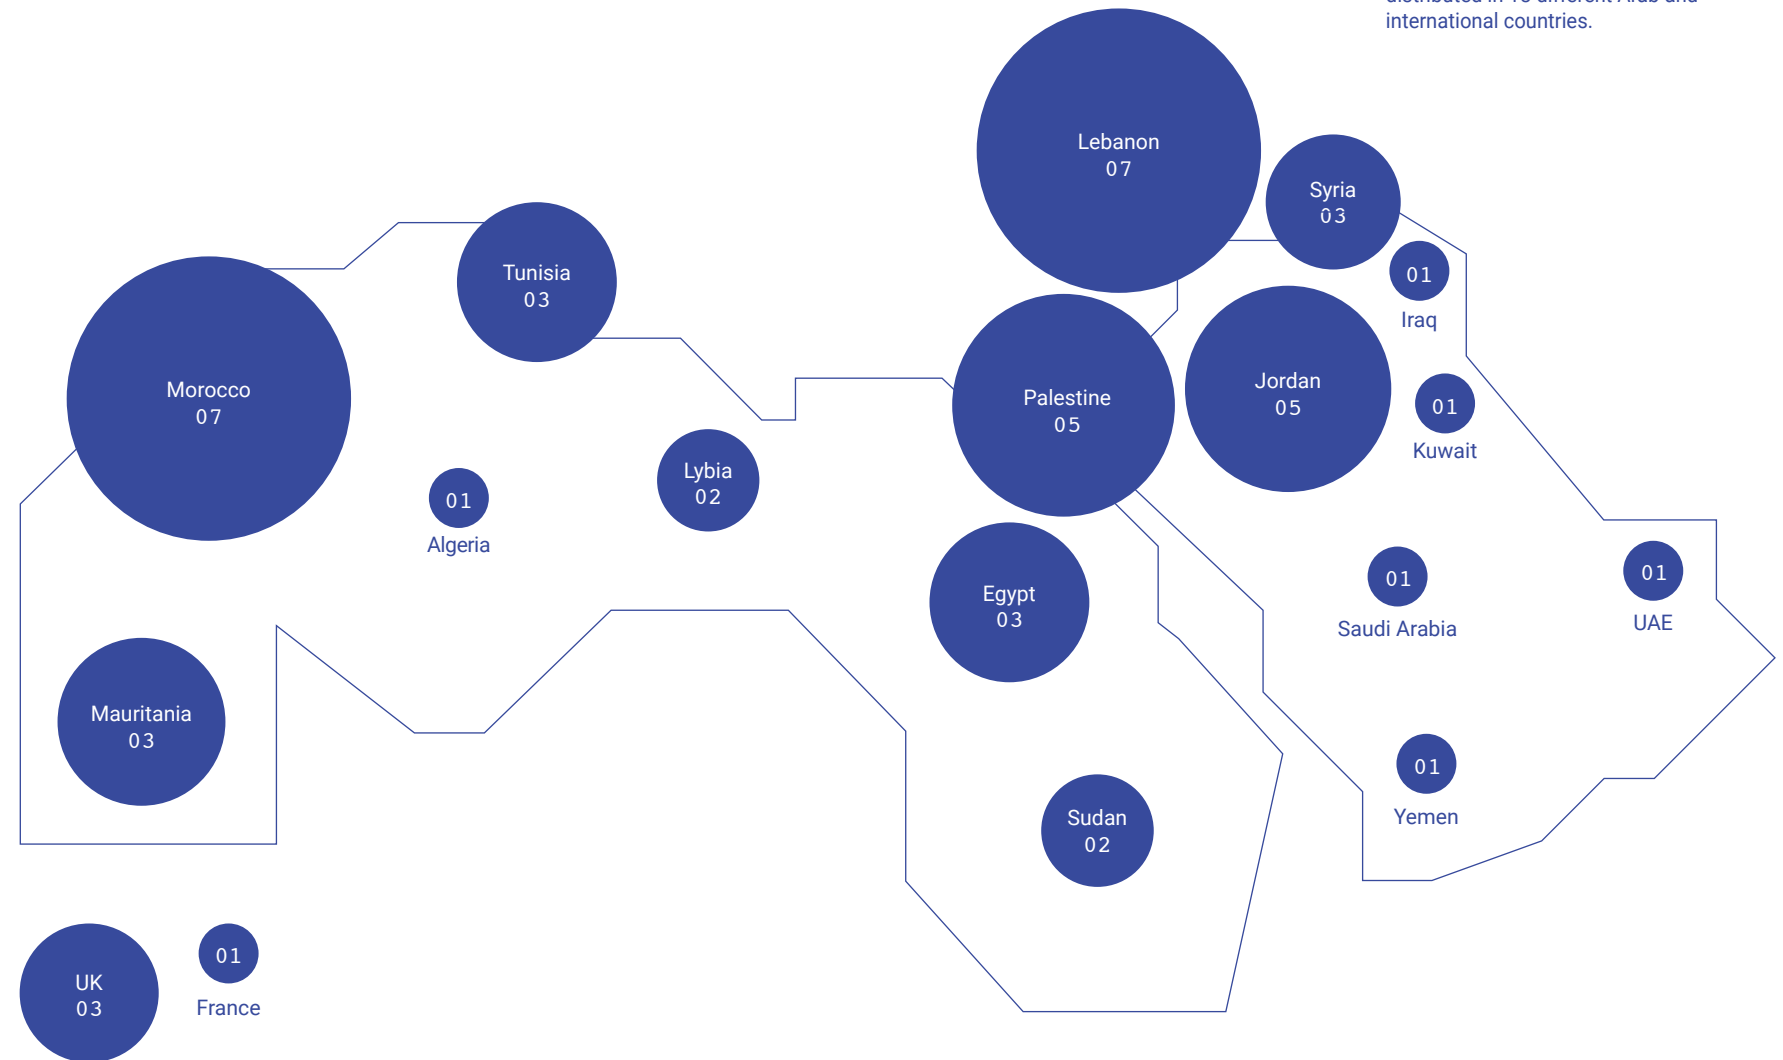 international countries.
Lebanon
07
Syria
03
01
Iraq
Tunisia
03
Morocco
07
Palestine
05
Jordan
05
01
Kuwait
Lybia
02
01
Algeria
Egypt
03
01
Saudi Arabia
01
UAE
Mauritania
03
Sudan
02
01
Yemen
UK
03
01
France